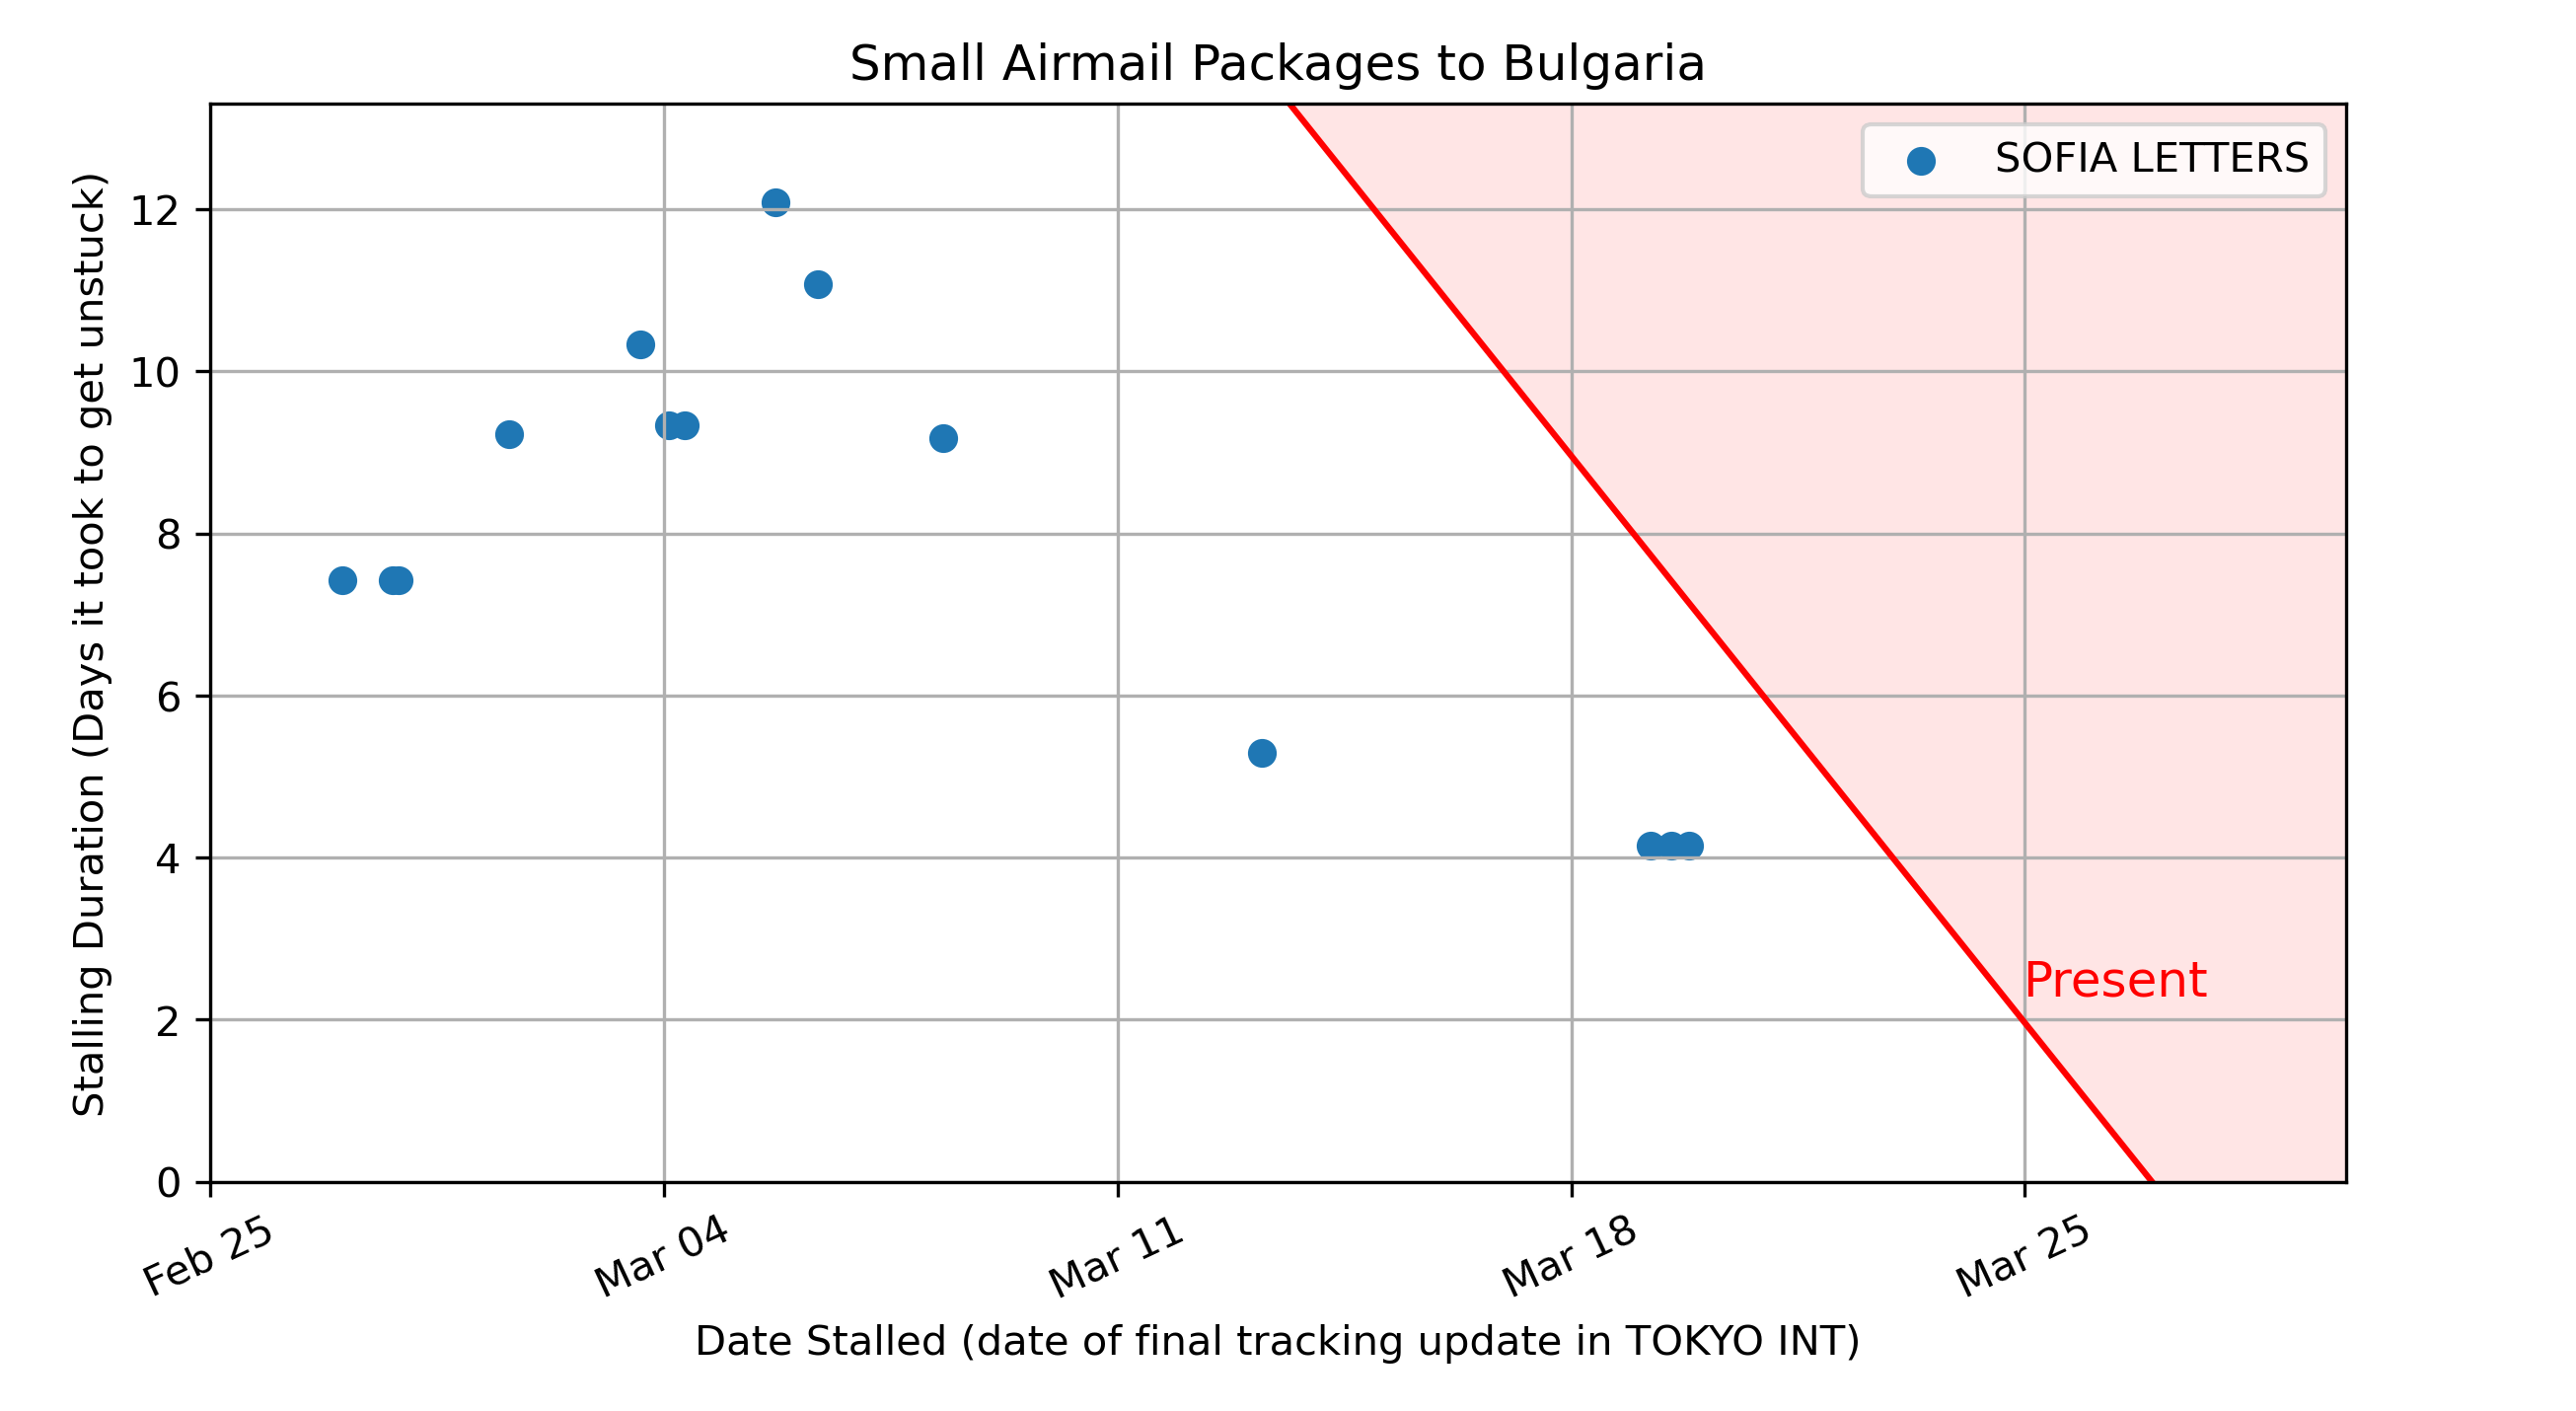 Small Airmail Packages to Bulgaria
SOFIA LETTERS
Stalling Duration (Days it took to get unstuck)
12
10
8
6
4
2
0
Present
Feb 25
Mar 04
Mar 11
Mar 18
Mar 25
Date Stalled (date of final tracking update in TOKYO INT)